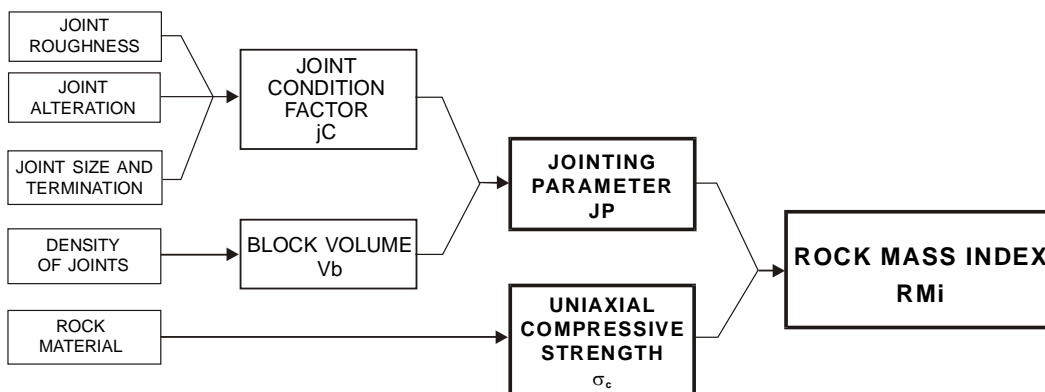 JOINT
ROUGHNESS
JOINT
ALTERATION
JOINT SIZE AND
TERMINATION
DENSITY
OF JOINTS
ROCK
MATERIAL
JOINT
CONDITION
FACTOR
jC
BLOCK VOLUME
Vb
JOINTING
PARAMETER
JP
UNIAXIAL
COMPRESSIVE
STRENGTH
σc
ROCK MASS INDEX
RMi